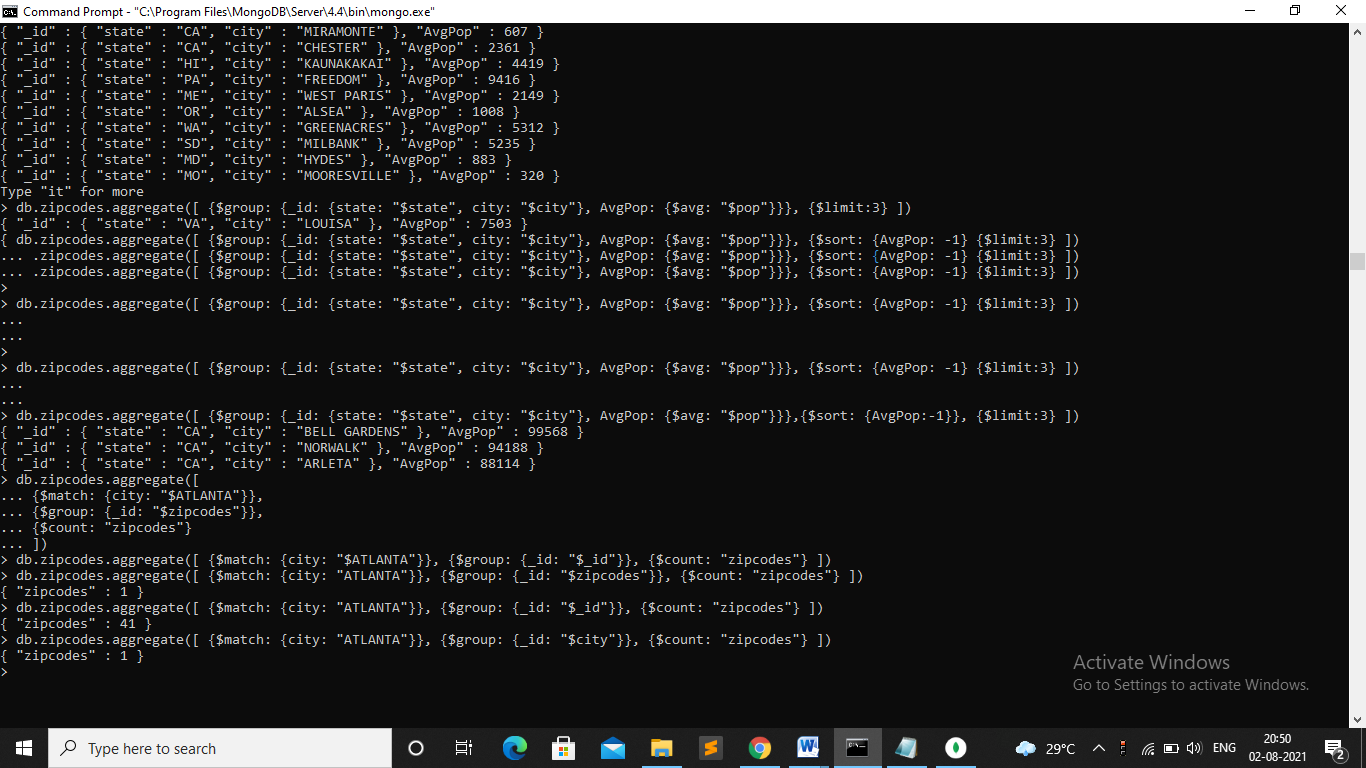 Command Prompt - "C:\Program Files\MongoDB\Server\4.4\bin\mongo.exe"
{ "_id" : { "state" : "CA", "city" : "MIRAMONTE" }, "AvgPop" : 607 }
{ "_id" : { "state" : "CA", "city" : "CHESTER" }, "AvgPop" : 2361 }
{ "_id" : { "state" : "HI", "city" : "KAUNAKAKAI" }, "AvgPop" : 4419 }
{ "_id" : { "state" : "PA", "city" : "FREEDOM" }, "AvgPop" : 9416 }
{ "_id" : { "state" : "ME", "city" : "WEST PARIS" }, "AvgPop" : 2149 }
{ "_id" : { "state" : "OR", "city" : "ALSEA" }, "AvgPop" : 1008 }
{ "_id" : { "state" : "WA", "city" : "GREENACRES" }, "AvgPop" : 5312 }
{ "_id" : { "state" : "SD", "city" : "MILBANK" }, "AvgPop" : 5235 }
{ "_id" : { "state" : "MD", "city" : "HYDES" }, "AvgPop" : 883 }
{ "_id" : { "state" : "MO", "city" : "MOORESVILLE" }, "AvgPop" : 320 }
Type "it" for more
> db.zipcodes.aggregate([ {$group: {_id: {state: "$state", city: "$city"}, AvgPop: {$avg: "$pop"}}}, {$limit:3} ])
{ "_id" : { "state" : "VA", "city" : "LOUISA" }, "AvgPop" : 7503 }
{ db.zipcodes.aggregate([ {$group: {_id: {state: "$state", city: "$city"}, AvgPop: {$avg: "$pop"}}}, {$sort: {AvgPop: -1} {$limit:3} ])
... .zipcodes.aggregate([ {$group: {_id: {state: "$state", city: "$city"}, AvgPop: {$avg: "$pop"}}}, {$sort: {AvgPop: -1} {$limit:3} ])
... .zipcodes.aggregate([ {$group: {_id: {state: "$state", city: "$city"}, AvgPop: {$avg: "$pop"}}}, {$sort: {AvgPop: -1} {$limit:3} ])
>
> db.zipcodes.aggregate([ {$group: {_id: {state: "$state", city: "$city"}, AvgPop: {$avg: "$pop"}}}, {$sort: {AvgPop: -1} {$limit:3} ])
...
...
>
> db.zipcodes.aggregate([ {$group: {_id: {state: "$state", city: "$city"}, AvgPop: {$avg: "$pop"}}}, {$sort: {AvgPop: -1} {$limit:3} ])
...
...
> db.zipcodes.aggregate([ {$group: {_id: {state: "$state", city: "$city"}, AvgPop: {$avg: "$pop"}}},{$sort: {AvgPop:-1}}, {$limit:3} ])
{ "_id" : { "state" : "CA", "city" : "BELL GARDENS" }, "AvgPop" : 99568 }
{ "_id" : { "state" : "CA", "city" : "NORWALK" }, "AvgPop" : 94188 }
{ "_id" : { "state" : "CA", "city" : "ARLETA" }, "AvgPop" : 88114 }
> db.zipcodes.aggregate([
... {$match: {city: "$ATLANTA"}},
... {$group: {_id: "$zipcodes"}},
... {$count: "zipcodes"}
... ])
> db.zipcodes.aggregate([ {$match: {city: "$ATLANTA"}}, {$group: {_id: "$_id"}}, {$count: "zipcodes"} ])
> db.zipcodes.aggregate([ {$match: {city: "ATLANTA"}}, {$group: {_id: "$zipcodes"}}, {$count: "zipcodes"} ])
{ "zipcodes" : 1 }
> db.zipcodes.aggregate([ {$match: {city: "ATLANTA"}}, {$group: {_id: "$_id"}}, {$count: "zipcodes"} ])
{ "zipcodes" : 41 }
> db.zipcodes.aggregate([ {$match: {city: "ATLANTA"}}, {$group: {_id: "$city"}}, {$count: "zipcodes"} ])
{ "zipcodes" : 1 }
>
Activate Windows
Go to Settings to activate Windows.
Type here to search
29°C
ENG
20:50
02-08-2021
2